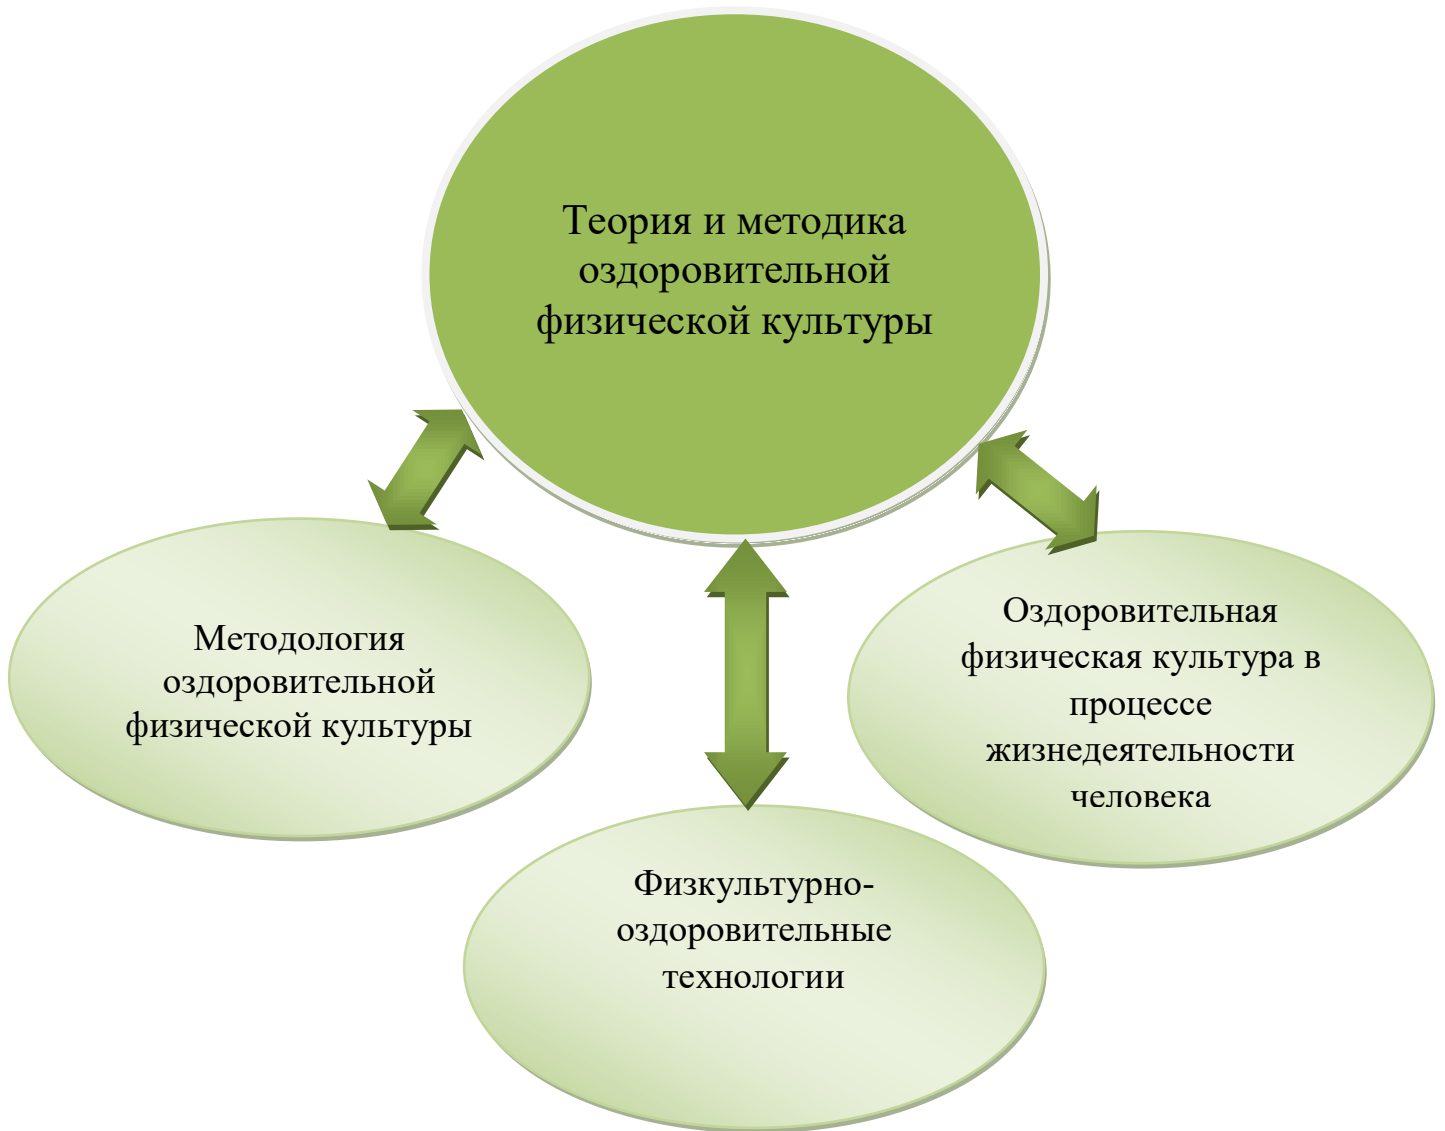 Теория и методика
оздоровительной
физической культуры
Методология
оздоровительной
физической культуры
Оздоровительная
физическая культура в
процессе
жизнедеятельности
человека
Физкультурно-
оздоровительные
технологии